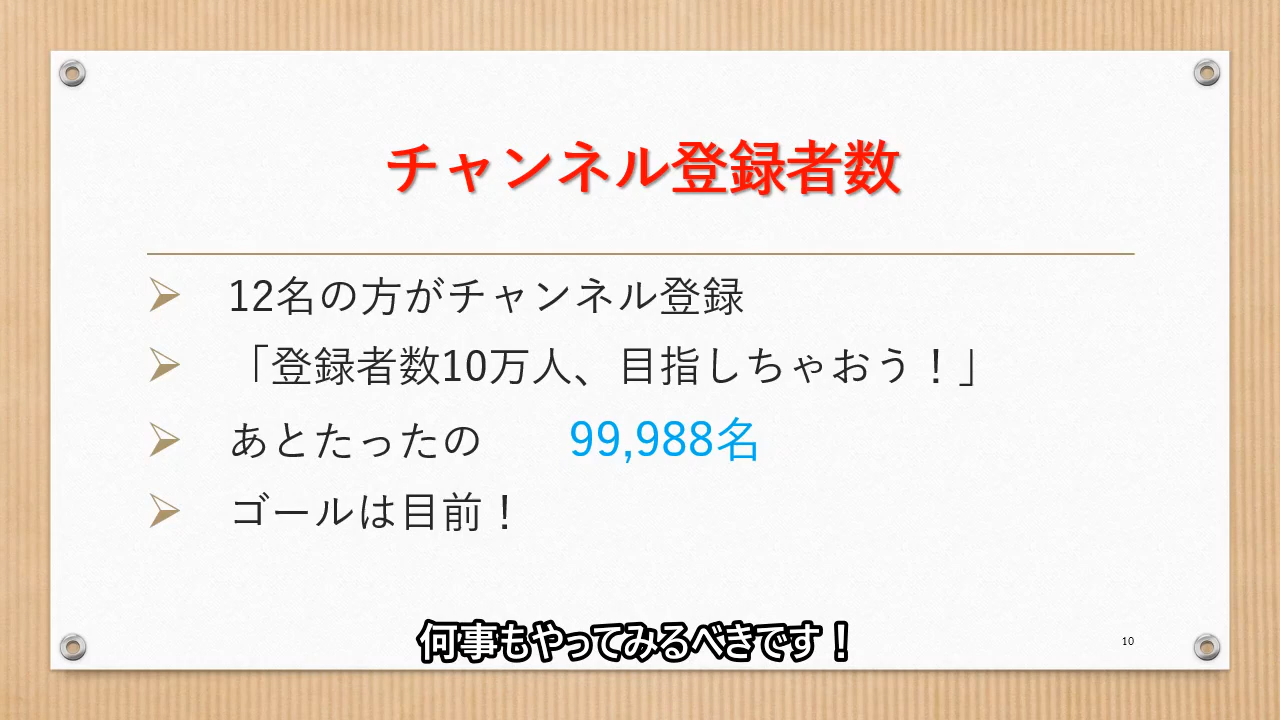 チャンネル登録者数
12名の方がチャンネル登録
「登録者数10万人、目指しちゃおう！」
あとたったの 99,988名
ゴールは目前！
何事もやってみるべきです！
10